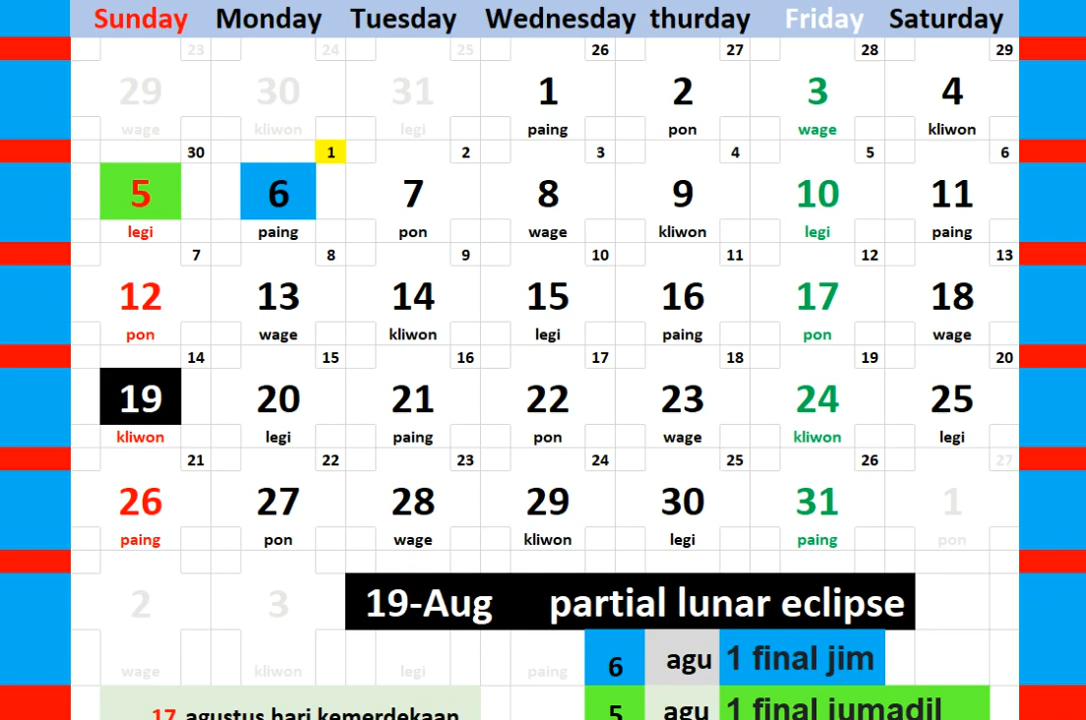 Sunday Monday Tuesday Wednesday thurday Friday Saturday
23 24 25 26 27 28 29
29 30 31 1 2 3 4
wage kliwon legi paing pon wage kliwon
30 1 2 3 4 5 6
5 6 7 8 9 10 11
legi paing pon wage kliwon legi paing
7 8 9 10 11 12 13
12 13 14 15 16 17 18
pon wage kliwon legi paing pon wage
14 15 16 17 18 19 20
19 20 21 22 23 24 25
kliwon legi paing pon wage kliwon legi
21 22 23 24 25 26 27
26 27 28 29 30 31 1
paing pon wage kliwon legi paing pon
2 3 19-Aug partial lunar eclipse
6 agu 1 final jim
wage kliwon legi paing
5 agu 1 final jumadil
17 agustus hari kemerdekaan